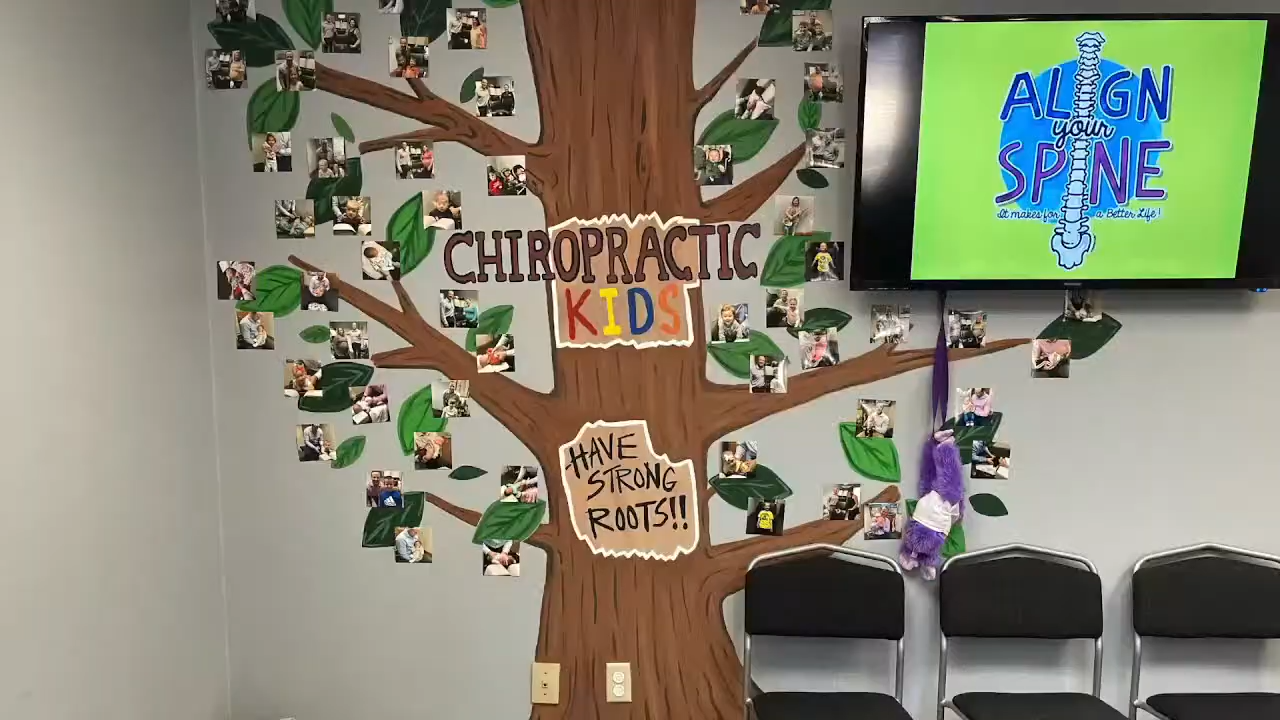 CHIROPRACTIC
KIDS
HAVE
STRONG
ROOTS!!
ALIGN
your
SPINE
It makes for a Better Life!